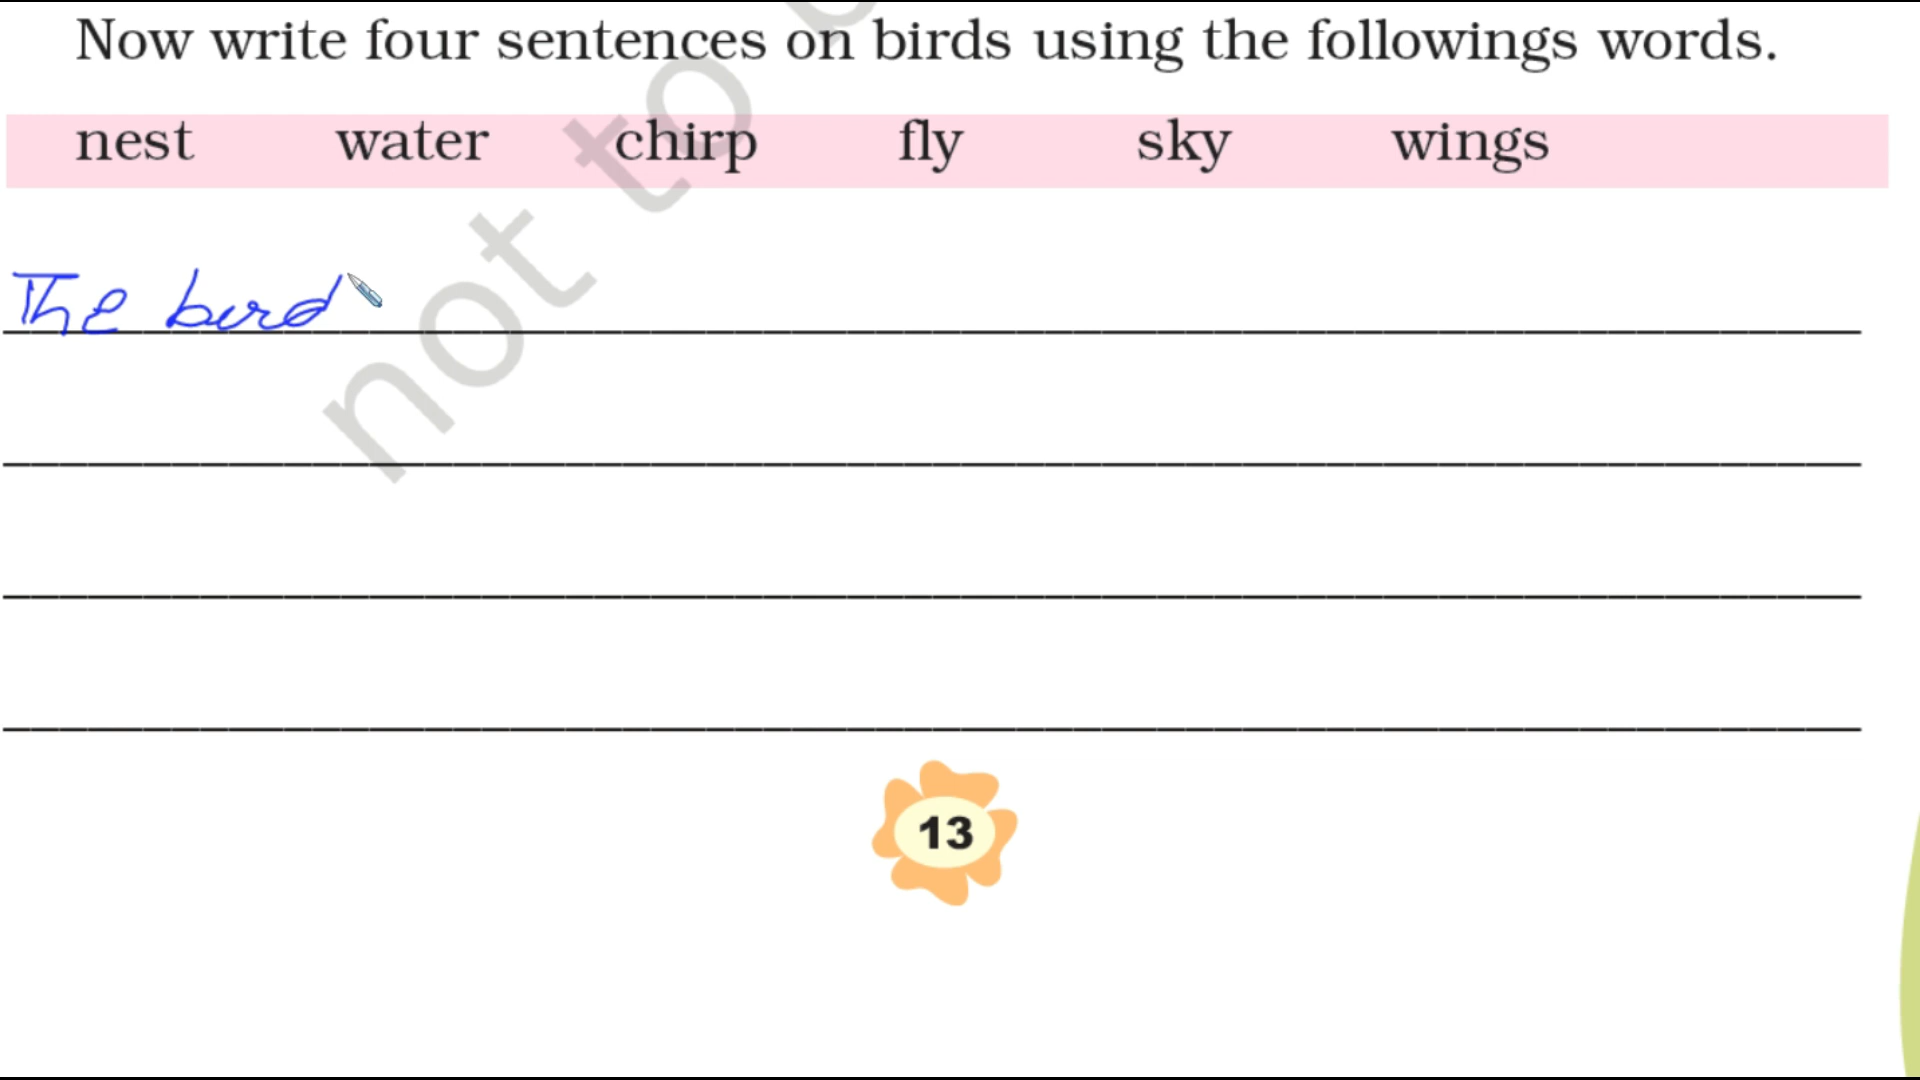 Now write four sentences on birds using the followings words.
nest water chirp fly sky wings
The bird
not to b
13